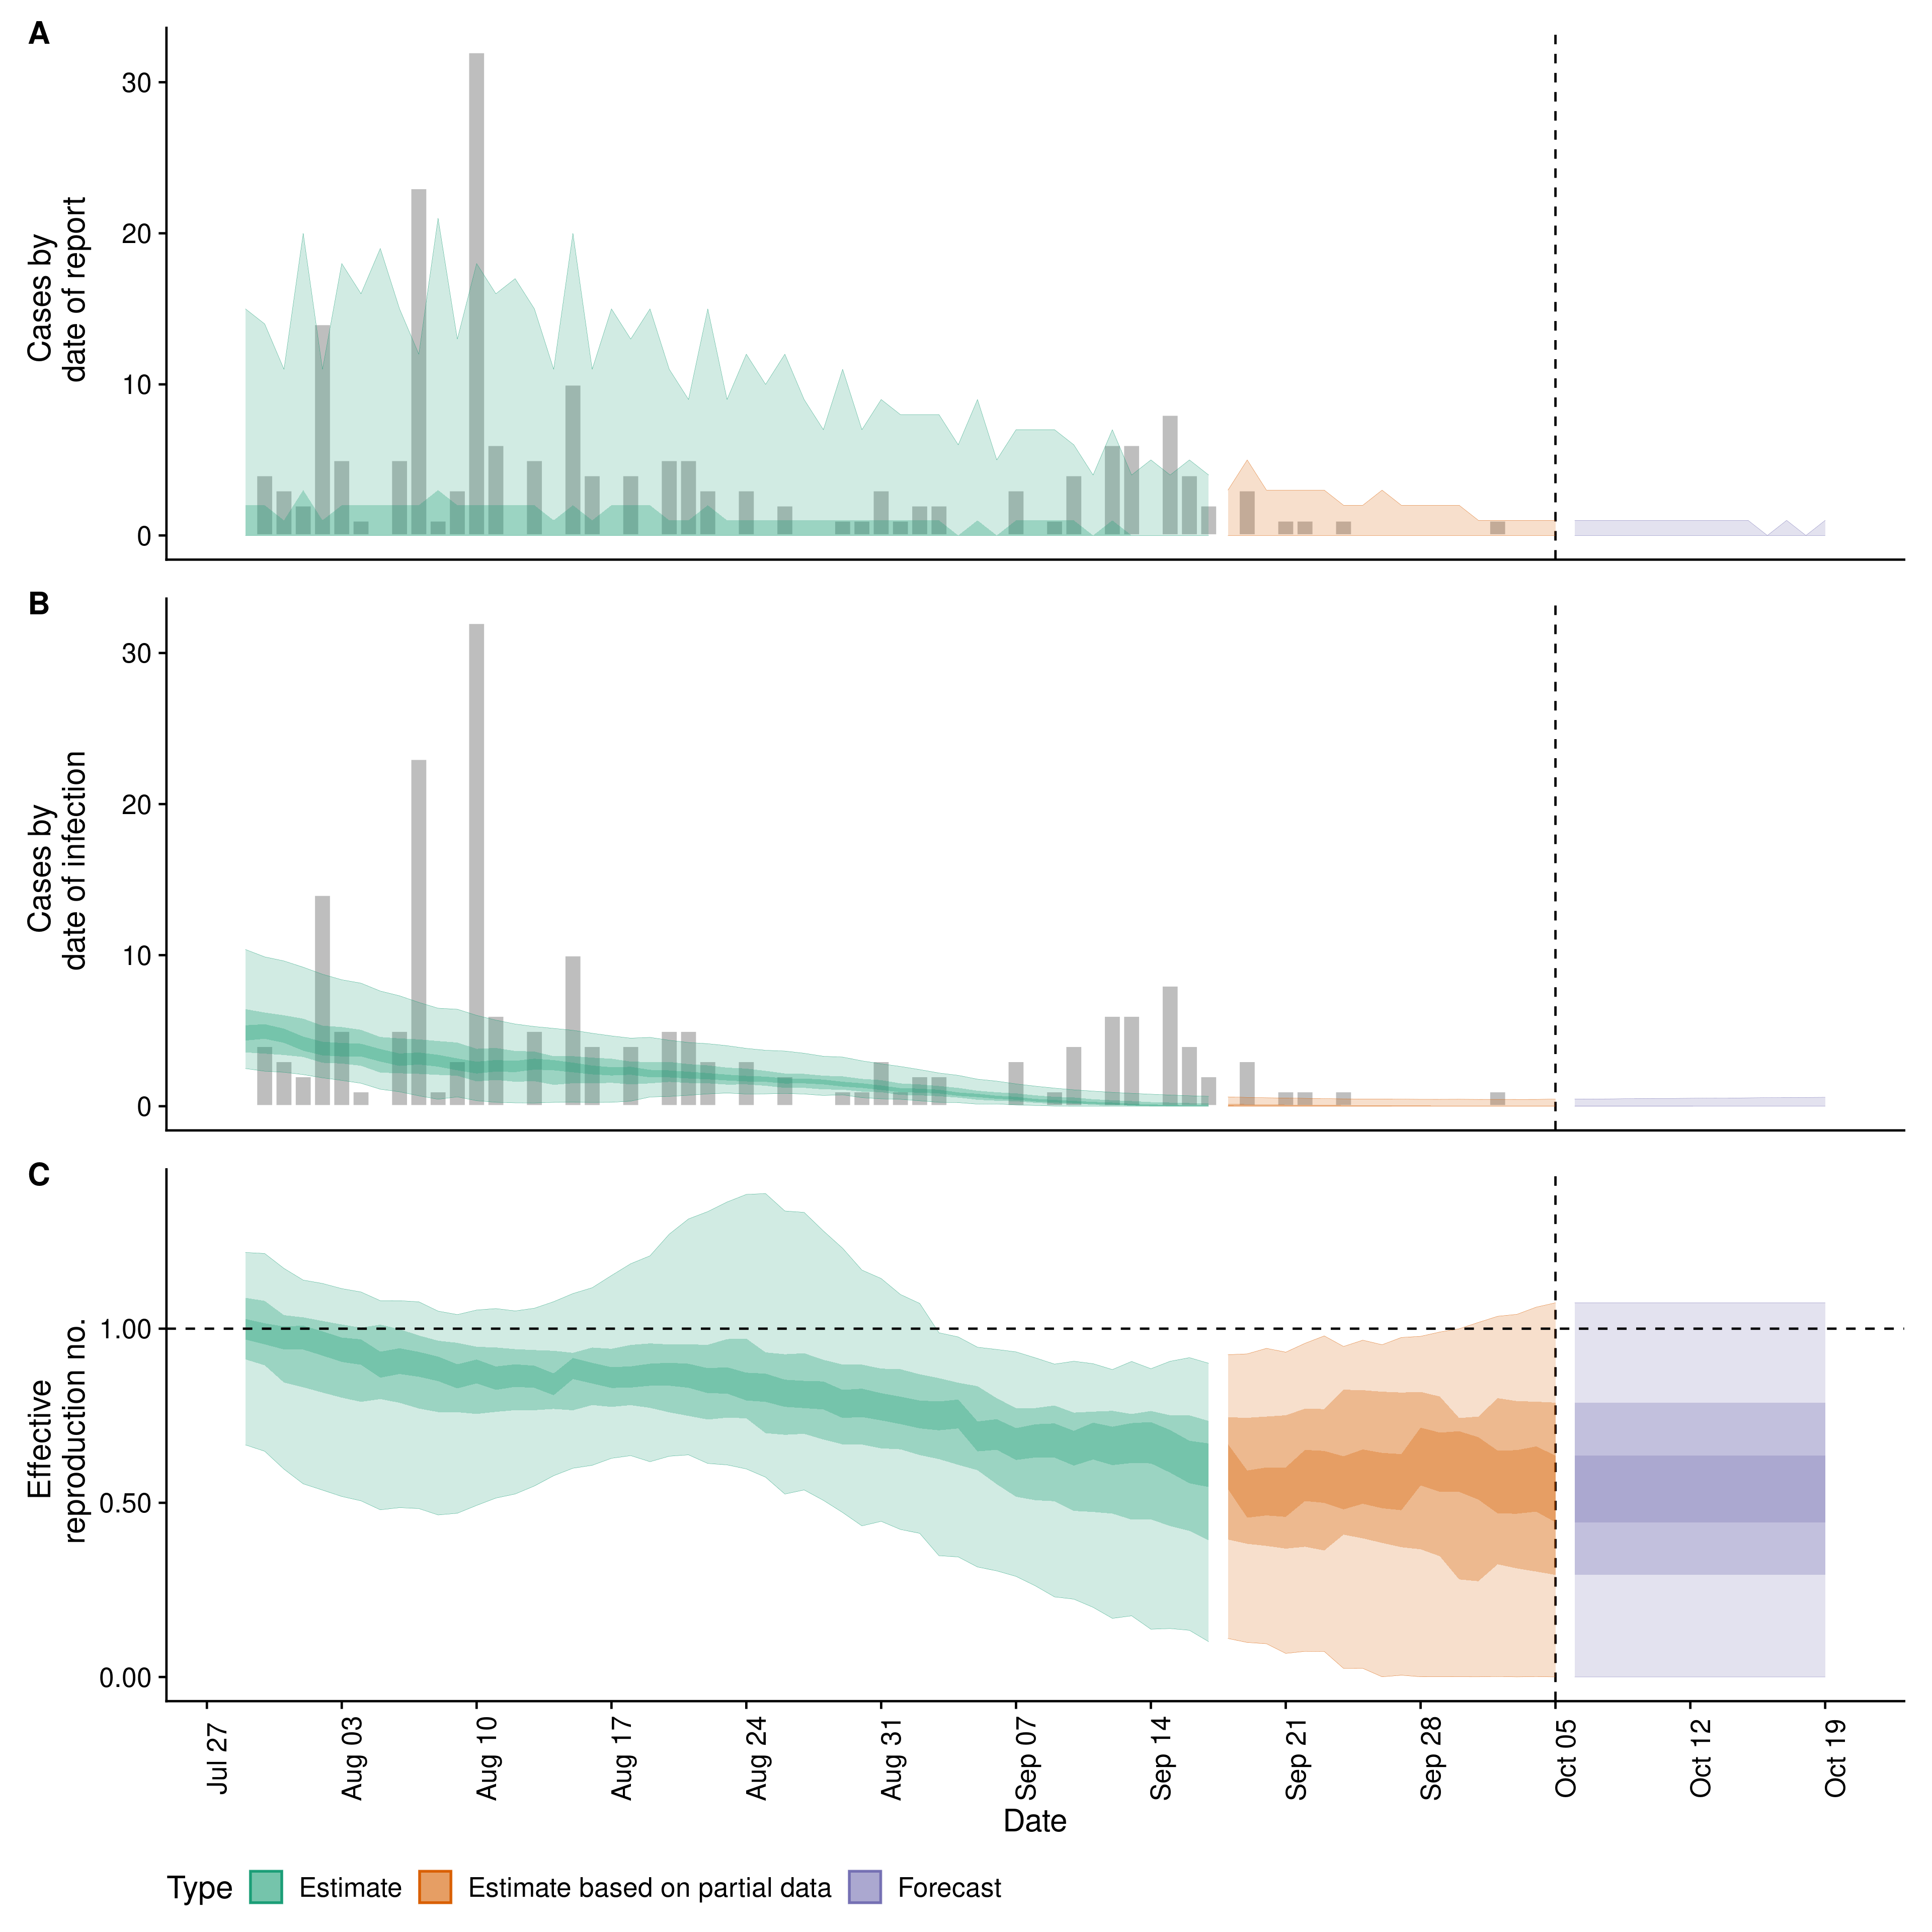 A
Cases by
date of report
30
20
10
0
B
Cases by
date of infection
30
20
10
0
C
Effective
reproduction no.
1.00
0.50
0.00
Jul 27
Aug 03
Aug 10
Aug 17
Aug 24
Aug 31
Sep 07
Sep 14
Sep 21
Sep 28
Oct 05
Oct 12
Oct 19
Date
Type Estimate Estimate based on partial data Forecast